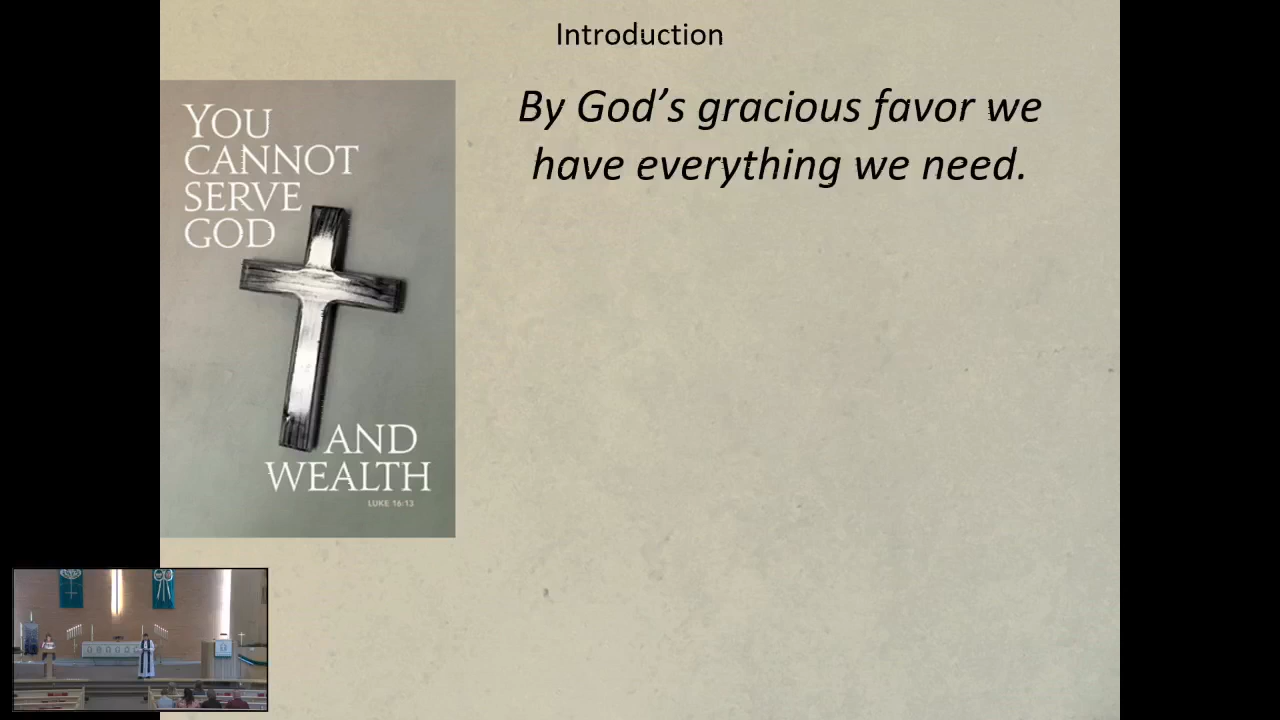 Introduction
By God's gracious favor we
have everything we need.
YOU
CANNOT
SERVE
GOD
AND
WEALTH
LUKE 16:13